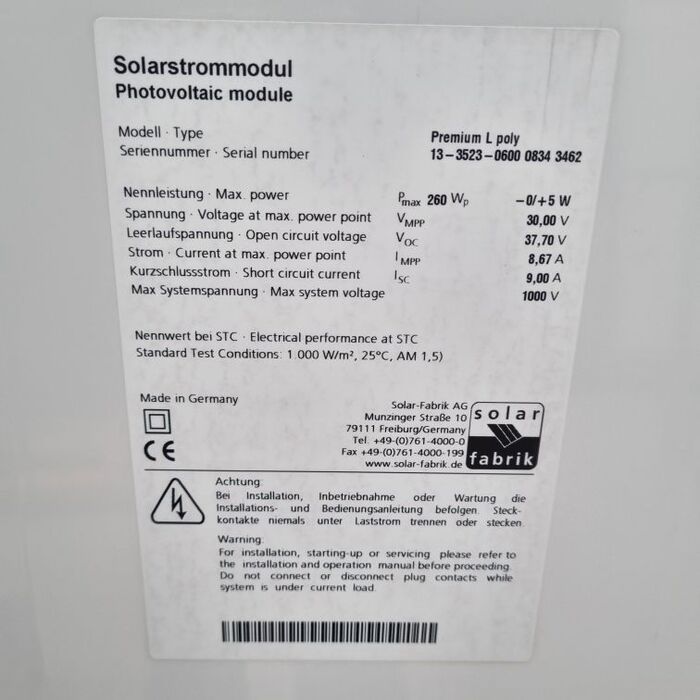 Solarstrommodul
Photovoltaic module
Modell · Type Premium L poly
Seriennummer · Serial number 13-3523-0600 0834 3462
Nennleistung · Max. power Pmax 260 Wp -0/+5 W
Spannung · Voltage at max. power point VMPP 30,00 V
Leerlaufspannung · Open circuit voltage VOC 37,70 V
Strom · Current at max. power point IMPP 8,67 A
Kurzschlussstrom · Short circuit current ISC 9,00 A
Max Systemspannung · Max system voltage 1000 V
Nennwert bei STC · Electrical performance at STC
Standard Test Conditions: 1.000 W/m², 25°C, AM 1,5)
Made in Germany
CE
Solar-Fabrik AG
Munzinger Straße 10
79111 Freiburg/Germany
Tel. +49-(0)761-4000-0
Fax +49-(0)761-4000-199
www.solar-fabrik.de
solar
fabrik
Achtung:
Bei Installation, Inbetriebnahme oder Wartung die
Installations- und Bedienungsanleitung befolgen. Steck-
kontakte niemals unter Laststrom trennen oder stecken.
Warning:
For installation, starting-up or servicing please refer to
the installation and operation manual before proceeding.
Do not connect or disconnect plug contacts while
system is under current load.